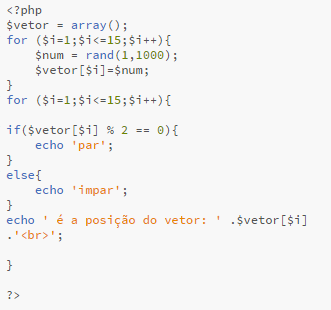 <?php
$vetor = array();
for ($i=1;$i<=15;$i++){
    $num = rand(1,1000);
    $vetor[$i]=$num;
}
for ($i=1;$i<=15;$i++){

if($vetor[$i] % 2 == 0){
    echo 'par';
}
else{
    echo 'impar';
}
echo ' é a posição do vetor: ' .$vetor[$i]
.'<br>';

}

?>